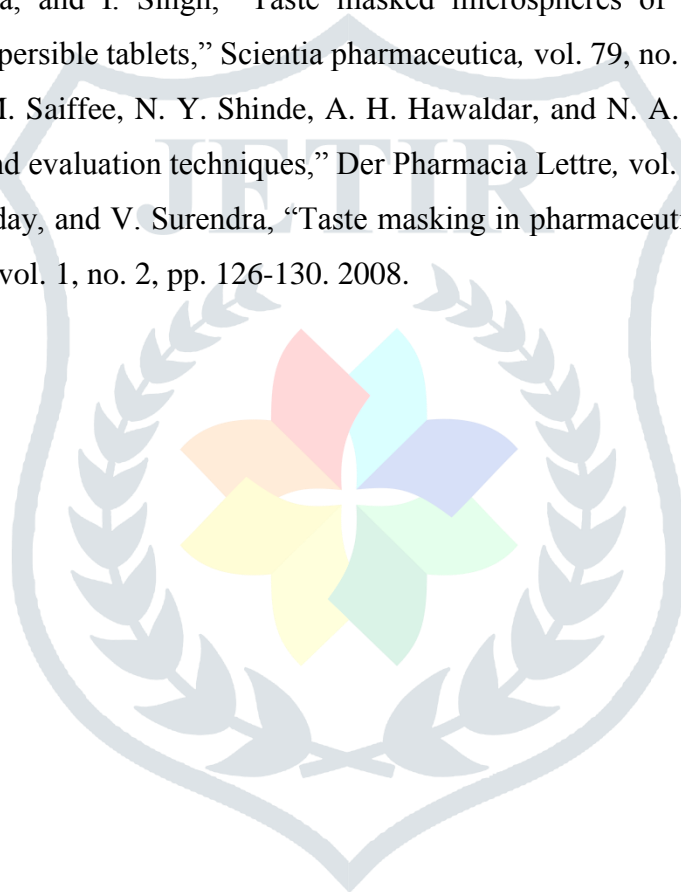 and I. Singh, “Taste masked microspheres of
persible tablets,” Scientia pharmaceutica, vol. 79, no.
M. Saiffee, N. Y. Shinde, A. H. Hawaldar, and N. A.
nd evaluation techniques,” Der Pharmacia Lettre, vol.
day, and V. Surendra, “Taste masking in pharmaceuti
vol. 1, no. 2, pp. 126-130. 2008.
JETIR